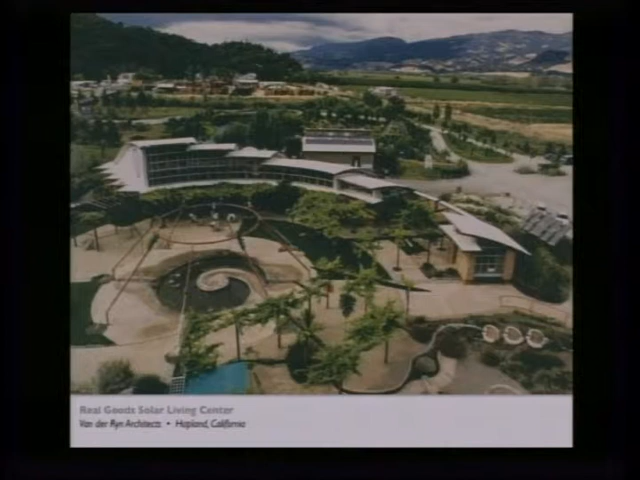 Real Goods Solar Living Center
Van der Ryn Architects • Hopland, California